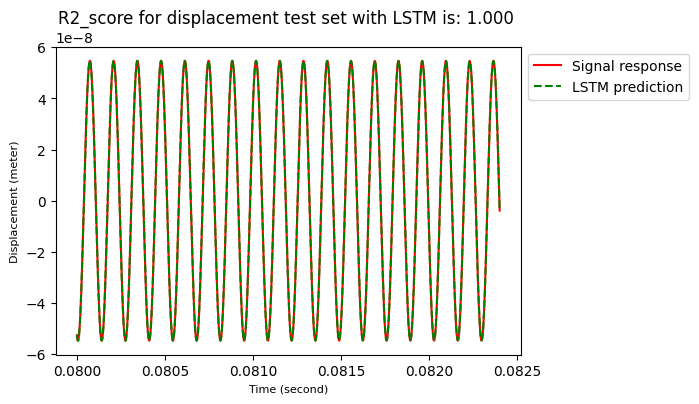 R2_score for displacement test set with LSTM is: 1.000
1e−8
Signal response
LSTM prediction
6
4
2
0
−2
−4
−6
Displacement (meter)
0.0800
0.0805
0.0810
0.0815
0.0820
0.0825
Time (second)